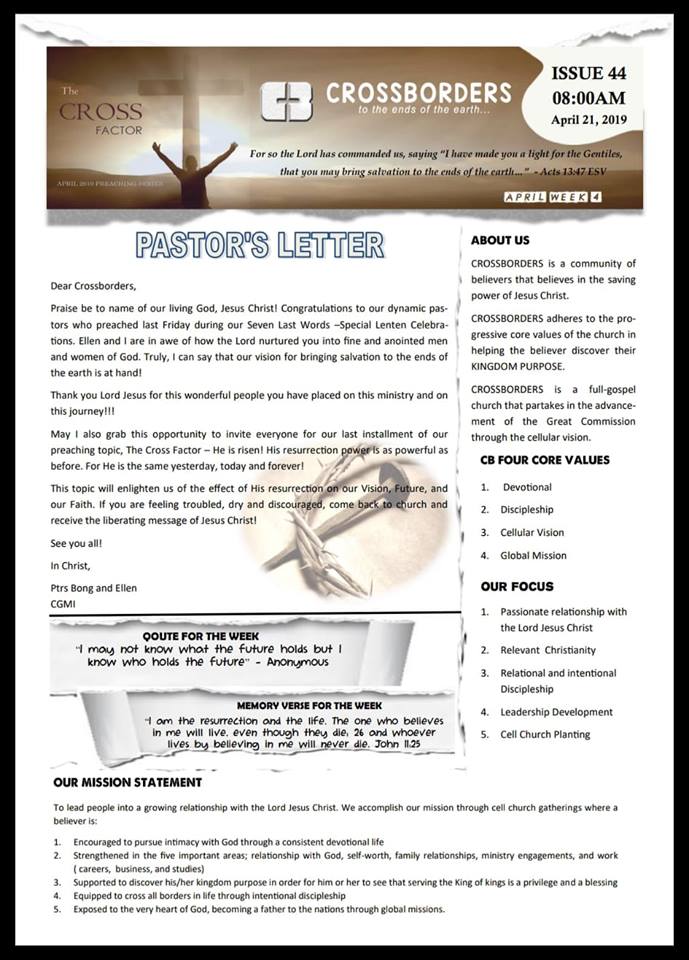 The
CROSS
FACTOR
APRIL 2019 PREACHING SERIES
CB
CROSSBORDERS
to the ends of the earth...
ISSUE 44
08:00AM
April 21, 2019
For so the Lord has commanded us, saying “I have made you a light for the Gentiles,
that you may bring salvation to the ends of the earth...” - Acts 13:47 ESV
APRIL WEEK 4
PASTOR'S LETTER
Dear Crossborders,
Praise be to name of our living God, Jesus Christ! Congratulations to our dynamic pas-
tors who preached last Friday during our Seven Last Words –Special Lenten Celebra-
tions. Ellen and I are in awe of how the Lord nurtured you into fine and anointed men
and women of God. Truly, I can say that our vision for bringing salvation to the ends of
the earth is at hand!
Thank you Lord Jesus for this wonderful people you have placed on this ministry and on
this journey!!!
May I also grab this opportunity to invite everyone for our last installment of our
preaching topic, The Cross Factor – He is risen! His resurrection power is as powerful as
before. For He is the same yesterday, today and forever!
This topic will enlighten us of the effect of His resurrection on our Vision, Future, and
our Faith. If you are feeling troubled, dry and discouraged, come back to church and
receive the liberating message of Jesus Christ!
See you all!
In Christ,
Ptrs Bong and Ellen
CGMI
QOUTE FOR THE WEEK
“I may not know what the future holds but I
know who holds the future” - Anonymous
MEMORY VERSE FOR THE WEEK
“I am the resurrection and the life. The one who believes
in me will live, even though they die; 26 and whoever
lives by believing in me will never die. John 11:25
ABOUT US
CROSSBORDERS is a community of
believers that believes in the saving
power of Jesus Christ.
CROSSBORDERS adheres to the pro-
gressive core values of the church in
helping the believer discover their
KINGDOM PURPOSE.
CROSSBORDERS is a full-gospel
church that partakes in the advance-
ment of the Great Commission
through the cellular vision.
CB FOUR CORE VALUES
1. Devotional
2. Discipleship
3. Cellular Vision
4. Global Mission
OUR FOCUS
1. Passionate relationship with
the Lord Jesus Christ
2. Relevant Christianity
3. Relational and intentional
Discipleship
4. Leadership Development
5. Cell Church Planting
OUR MISSION STATEMENT
To lead people into a growing relationship with the Lord Jesus Christ. We accomplish our mission through cell church gatherings where a
believer is:
1. Encouraged to pursue intimacy with God through a consistent devotional life
2. Strengthened in the five important areas; relationship with God, self-worth, family relationships, ministry engagements, and work
( careers, business, and studies)
3. Supported to discover his/her kingdom purpose in order for him or her to see that serving the King of kings is a privilege and a blessing
4. Equipped to cross all borders in life through intentional discipleship
5. Exposed to the very heart of God, becoming a father to the nations through global missions.